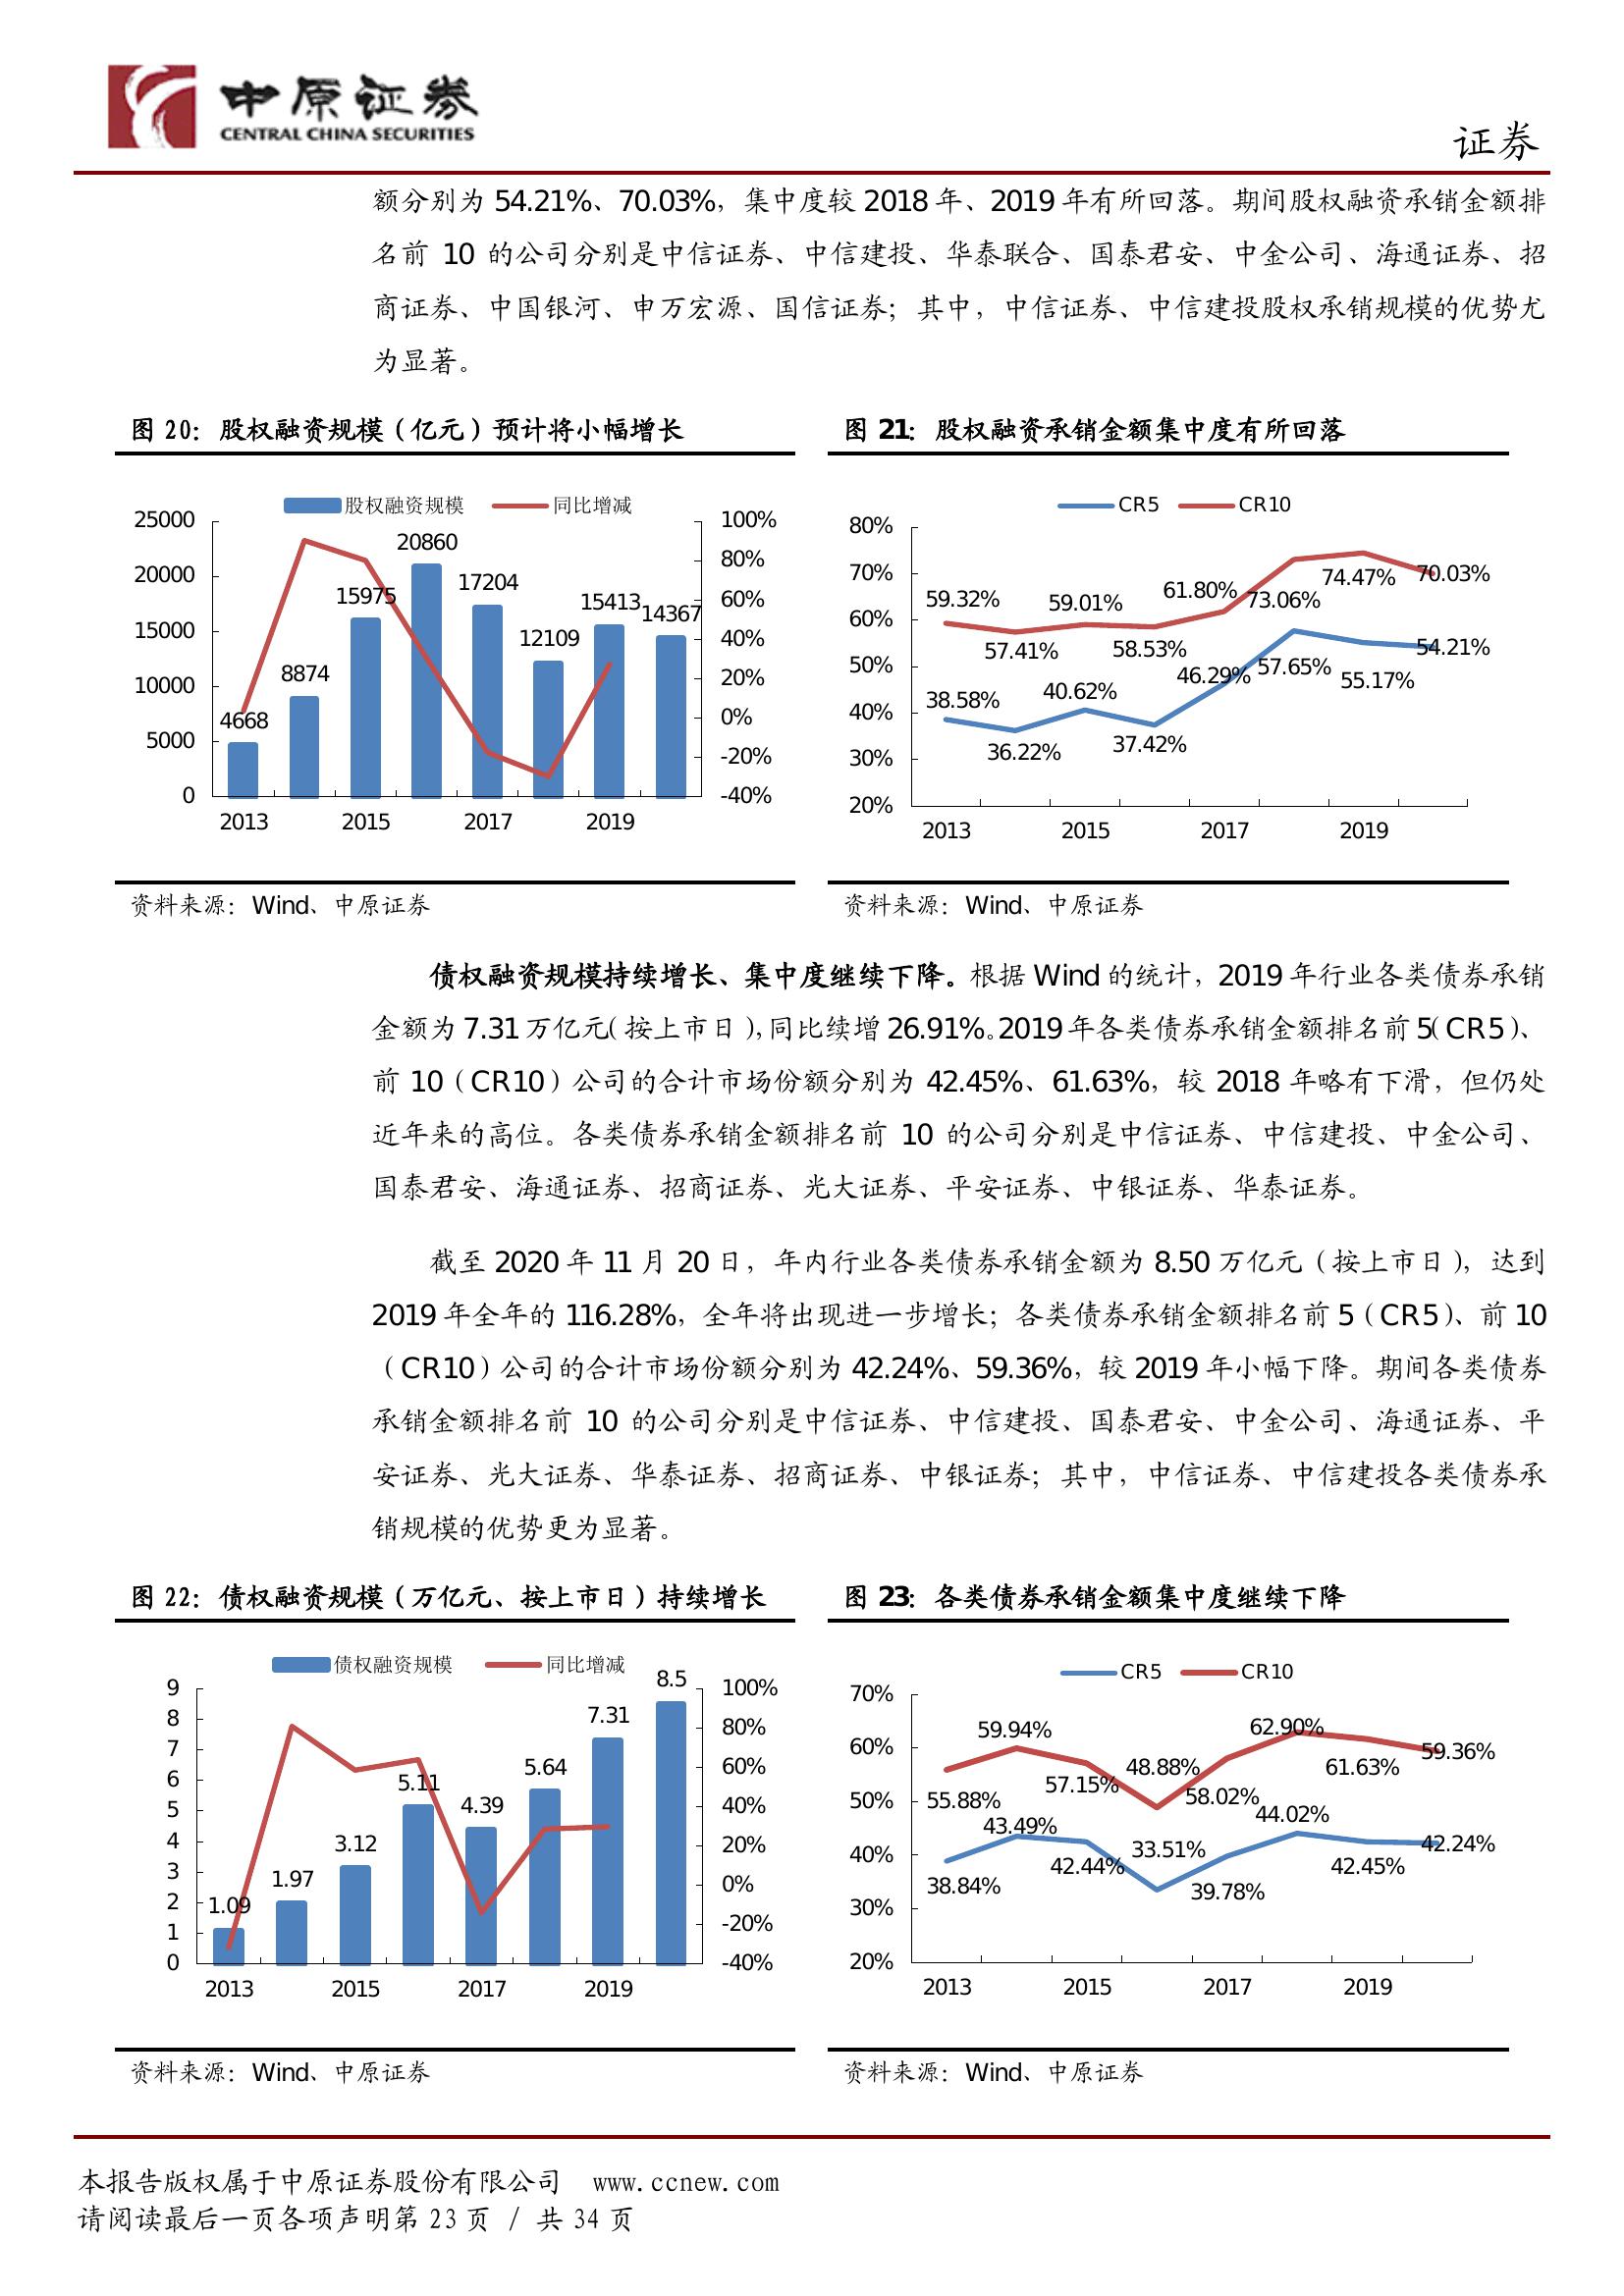 中原证券
CENTRAL CHINA SECURITIES
证券
额分别为 54.21%、70.03%，集中度较 2018 年、2019 年有所回落。期间股权融资承销金额排
名前 10 的公司分别是中信证券、中信建投、华泰联合、国泰君安、中金公司、海通证券、招
商证券、中国银河、申万宏源、国信证券；其中，中信证券、中信建投股权承销规模的优势尤
为显著。
图 20：股权融资规模（亿元）预计将小幅增长
股权融资规模 同比增减
25000
20000
15000
10000
5000
0
100%
80%
60%
40%
20%
0%
-20%
-40%
4668
8874
15975
20860
17204
12109
15413
14367
2013 2015 2017 2019
资料来源：Wind、中原证券
图 21：股权融资承销金额集中度有所回落
CR5 CR10
80%
70%
60%
50%
40%
30%
20%
59.32%
57.41%
59.01%
58.53%
61.80%
73.06%
74.47%
70.03%
38.58%
36.22%
40.62%
37.42%
46.29%
57.65%
55.17%
54.21%
2013 2015 2017 2019
资料来源：Wind、中原证券
债权融资规模持续增长、集中度继续下降。根据 Wind 的统计，2019 年行业各类债券承销
金额为 7.31 万亿元（按上市日），同比续增 26.91%。2019 年各类债券承销金额排名前 5（CR5）、
前 10（CR10）公司的合计市场份额分别为 42.45%、61.63%，较 2018 年略有下滑，但仍处
近年来的高位。各类债券承销金额排名前 10 的公司分别是中信证券、中信建投、中金公司、
国泰君安、海通证券、招商证券、光大证券、平安证券、中银证券、华泰证券。
截至 2020 年 11 月 20 日，年内行业各类债券承销金额为 8.50 万亿元（按上市日），达到
2019 年全年的 116.28%，全年将出现进一步增长；各类债券承销金额排名前 5（CR5）、前 10
（CR10）公司的合计市场份额分别为 42.24%、59.36%，较 2019 年小幅下降。期间各类债券
承销金额排名前 10 的公司分别是中信证券、中信建投、国泰君安、中金公司、海通证券、平
安证券、光大证券、华泰证券、招商证券、中银证券；其中，中信证券、中信建投各类债券承
销规模的优势更为显著。
图 22：债权融资规模（万亿元、按上市日）持续增长
债权融资规模 同比增减
9
8
7
6
5
4
3
2
1
0
100%
80%
60%
40%
20%
0%
-20%
-40%
1.09
1.97
3.12
5.11
4.39
5.64
7.31
8.5
2013 2015 2017 2019
资料来源：Wind、中原证券
图 23：各类债券承销金额集中度继续下降
CR5 CR10
70%
60%
50%
40%
30%
20%
55.88%
59.94%
57.15%
48.88%
58.02%
62.90%
61.63%
59.36%
38.84%
43.49%
42.44%
33.51%
39.78%
44.02%
42.45%
42.24%
2013 2015 2017 2019
资料来源：Wind、中原证券
本报告版权属于中原证券股份有限公司 www.ccnew.com
请阅读最后一页各项声明第 23 页 / 共 34 页